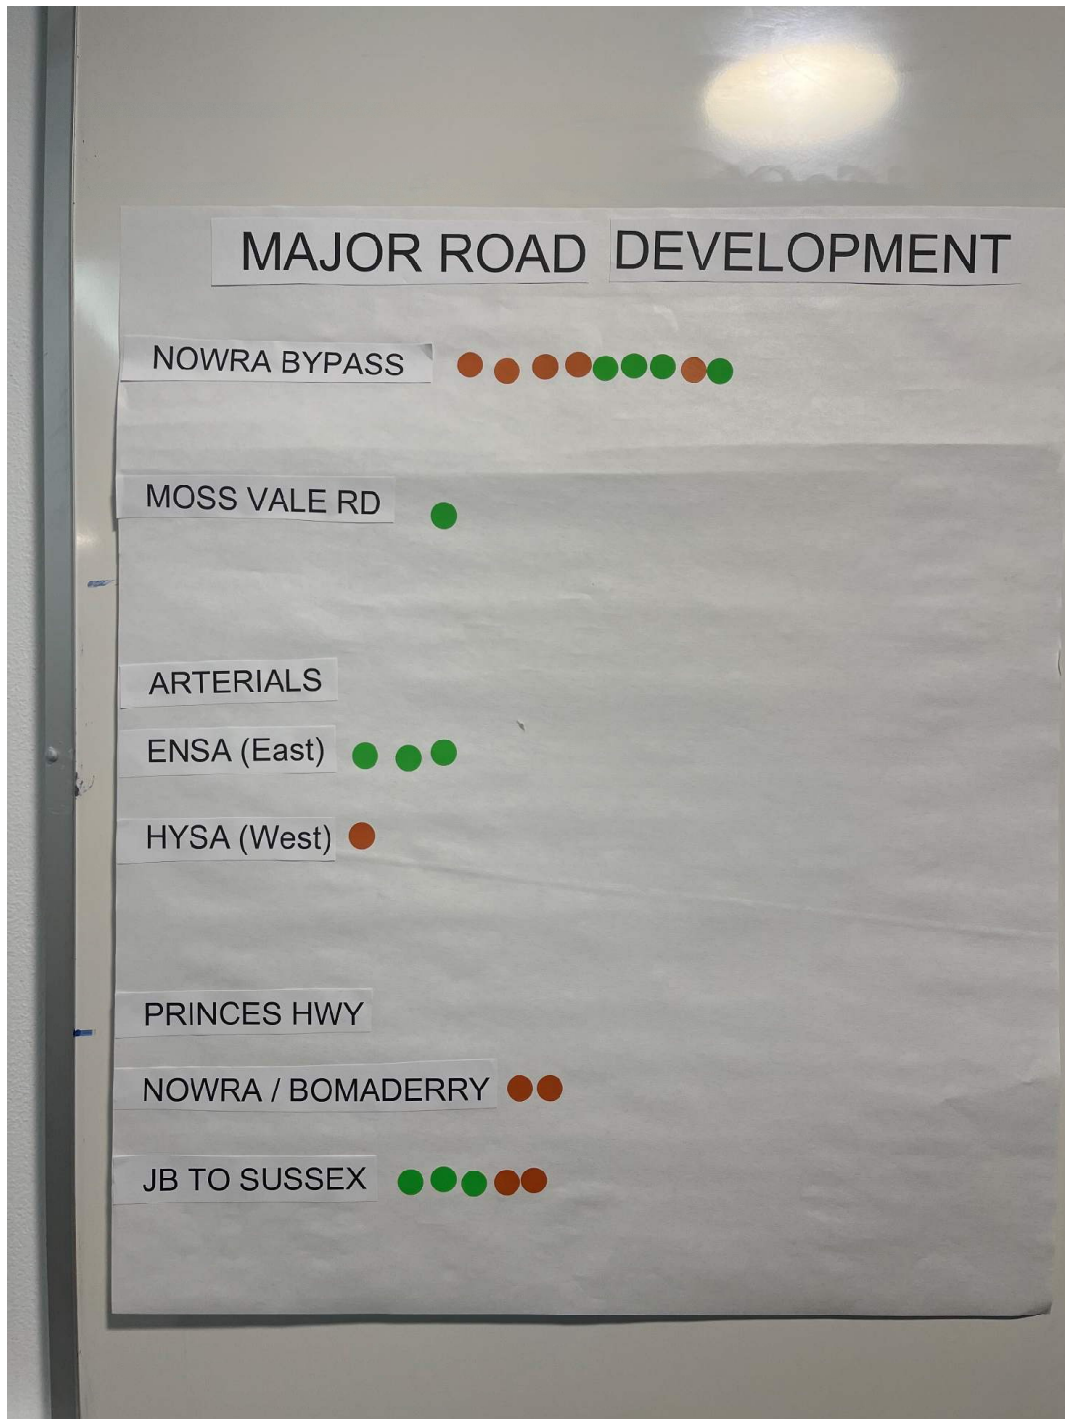 MAJOR ROAD DEVELOPMENT
NOWRA BYPASS
MOSS VALE RD
ARTERIALS
ENSA (East)
HYSA (West)
PRINCES HWY
NOWRA / BOMADERRY
JB TO SUSSEX